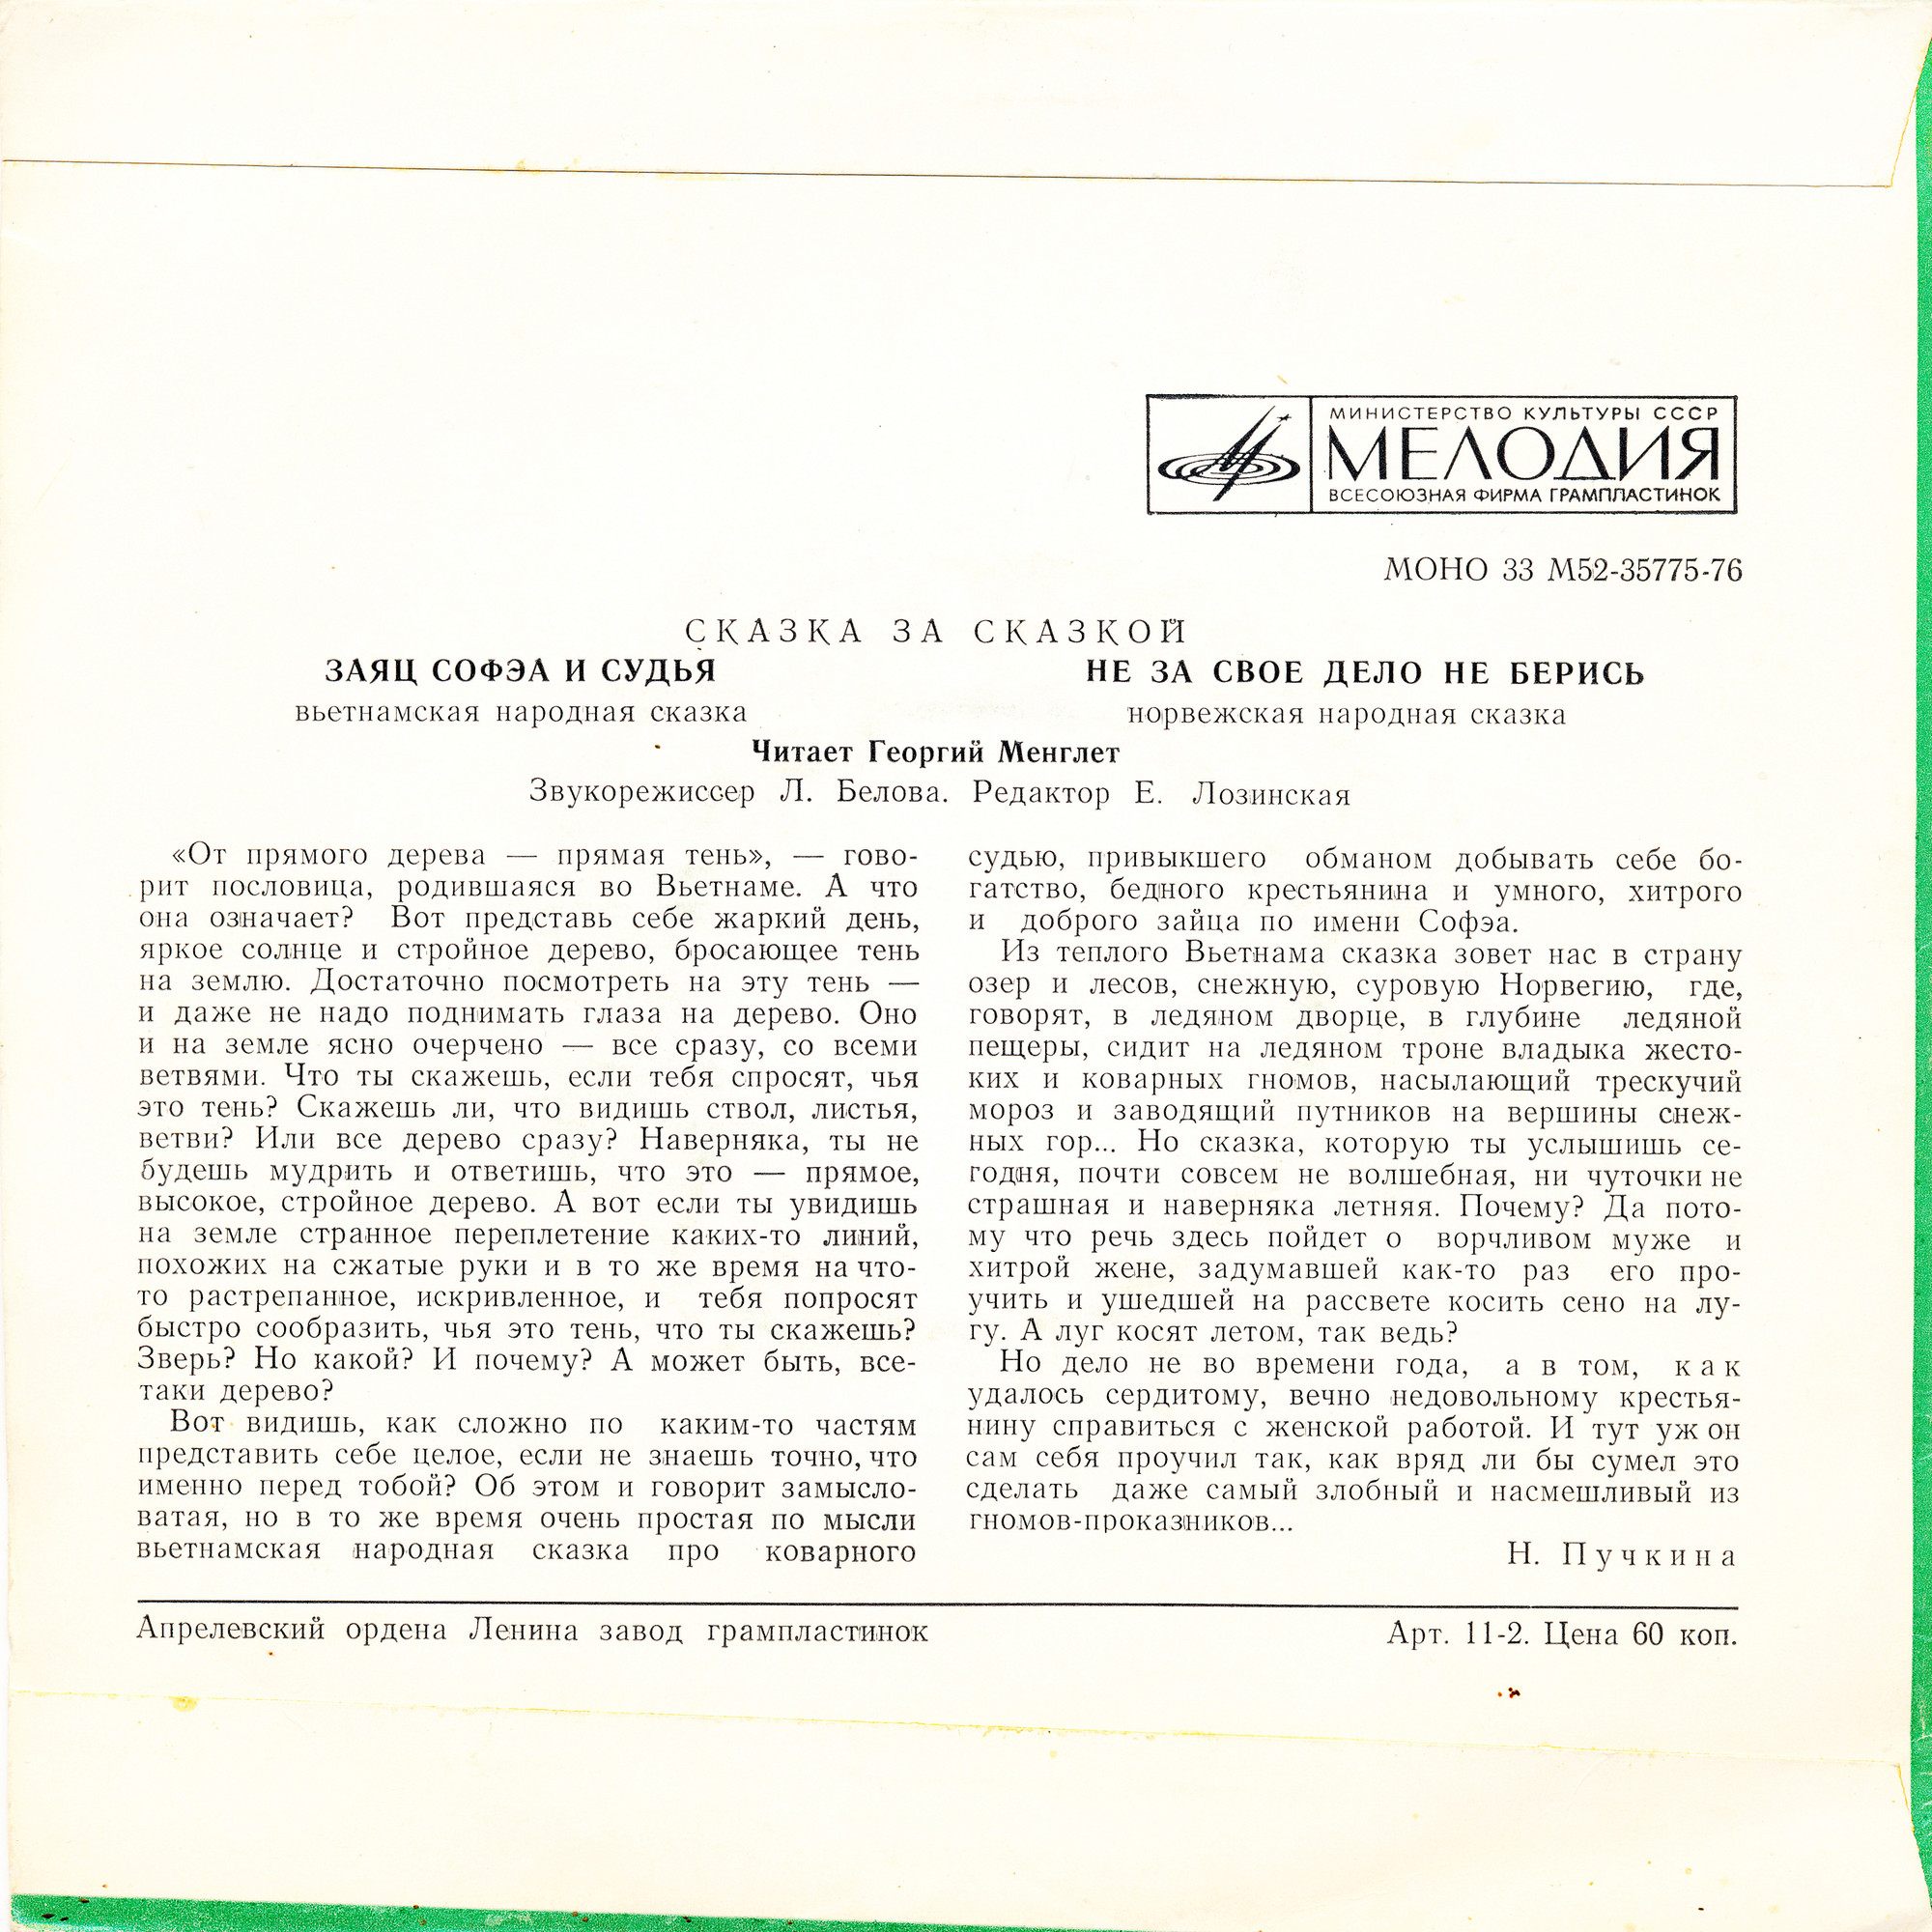 МИНИСТЕРСТВО КУЛЬТУРЫ СССР
МЕЛОДИЯ
ВСЕСОЮЗНАЯ ФИРМА ГРАМПЛАСТИНОК
МОНО 33 М52-35775-76
СКАЗКА ЗА СКАЗКОЙ
ЗАЯЦ СОФЭА И СУДЬЯ
вьетнамская народная сказка
НЕ ЗА СВОЕ ДЕЛО НЕ БЕРИСЬ
норвежская народная сказка
Читает Георгий Менглет
Звукорежиссер Л. Белова. Редактор Е. Лозинская
«От прямого дерева — прямая тень», — гово-
рит пословица, родившаяся во Вьетнаме. А что
она означает? Вот представь себе жаркий день,
яркое солнце и стройное дерево, бросающее тень
на землю. Достаточно посмотреть на эту тень —
и даже не надо поднимать глаза на дерево. Оно
и на земле ясно очерчено — все сразу, со всеми
ветвями. Что ты скажешь, если тебя спросят, чья
это тень? Скажешь ли, что видишь ствол, листья,
ветви? Или все дерево сразу? Наверняка, ты не
будешь мудрить и ответишь, что это — прямое,
высокое, стройное дерево. А вот если ты увидишь
на земле странное переплетение каких-то линий,
похожих на сжатые руки и в то же время на что-
то растрепанное, искривленное, и тебя попросят
быстро сообразить, чья это тень, что ты скажешь?
Зверь? Но какой? И почему? А может быть, все-
таки дерево?
Вот видишь, как сложно по каким-то частям
представить себе целое, если не знаешь точно, что
именно перед тобой? Об этом и говорит замысло-
ватая, но в то же время очень простая по мысли
вьетнамская народная сказка про коварного
судью, привыкшего обманом добывать себе бо-
гатство, бедного крестьянина и умного, хитрого
и доброго зайца по имени Софэа.
Из теплого Вьетнама сказка зовет нас в страну
озер и лесов, снежную, суровую Норвегию, где,
говорят, в ледяном дворце, в глубине ледяной
пещеры, сидит на ледяном троне владыка жесто-
ких и коварных гномов, насылающий трескучий
мороз и заводящий путников на вершины снеж-
ных гор... Но сказка, которую ты услышишь се-
годня, почти совсем не волшебная, ни чуточки не
страшная и наверняка летняя. Почему? Да пото-
му что речь здесь пойдет о ворчливом муже и
хитрой жене, задумавшей как-то раз его про-
учить и ушедшей на рассвете косить сено на лу-
гу. А луг косят летом, так ведь?
Но дело не во времени года, а в том, как
удалось сердитому, вечно недовольному крестья-
нину справиться с женской работой. И тут уж он
сам себя проучил так, как вряд ли бы сумел это
сделать даже самый злобный и насмешливый из
гномов-проказников...
Н. Пучкина
Апрелевский ордена Ленина завод грампластинок
Арт. 11-2. Цена 60 коп.